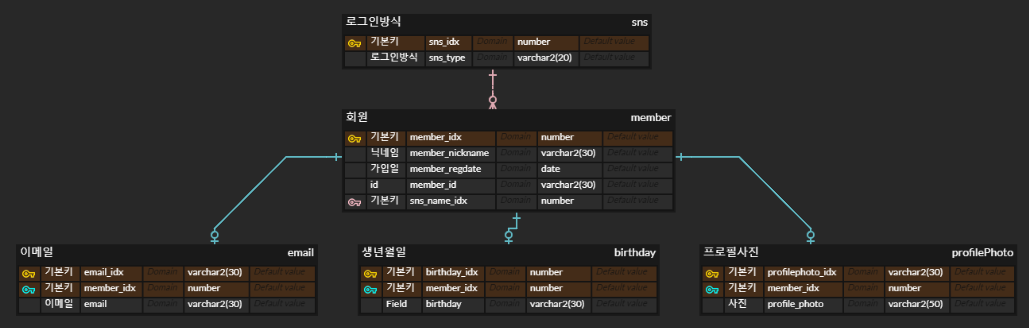 로그인방식 sns
기본키 sns_idx Domain number Default value
로그인방식 sns_type Domain varchar2(20) Default value
회원 member
기본키 member_idx Domain number Default value
닉네임 member_nickname Domain varchar2(30) Default value
가입일 member_regdate Domain date Default value
id member_id Domain varchar2(30) Default value
기본키 sns_name_idx Domain number Default value
이메일 email
기본키 email_idx Domain varchar2(30) Default value
기본키 member_idx Domain number Default value
이메일 email Domain varchar2(30) Default value
생년월일 birthday
기본키 birthday_idx Domain number Default value
기본키 member_idx Domain number Default value
Field birthday Domain varchar2(30) Default value
프로필사진 profilePhoto
기본키 profilephoto_idx Domain varchar2(30) Default value
기본키 member_idx Domain number Default value
사진 profile_photo Domain varchar2(50) Default value